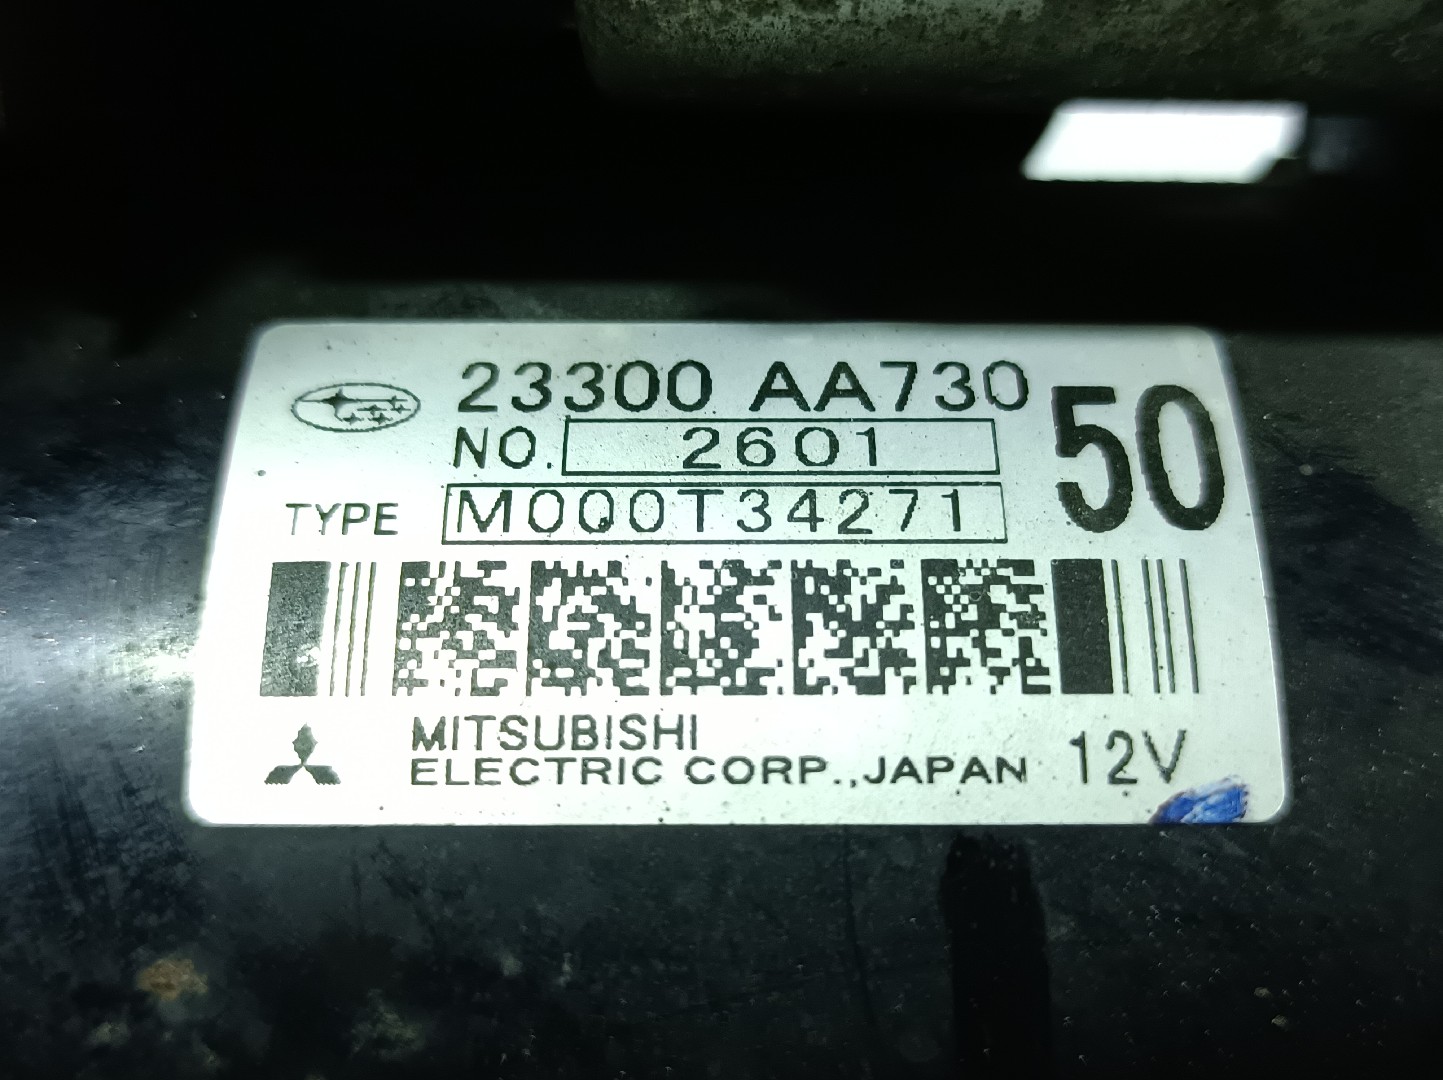 23300 AA730
50
NO. 2601
TYPE M000T34271
MITSUBISHI
ELECTRIC CORP., JAPAN 12V